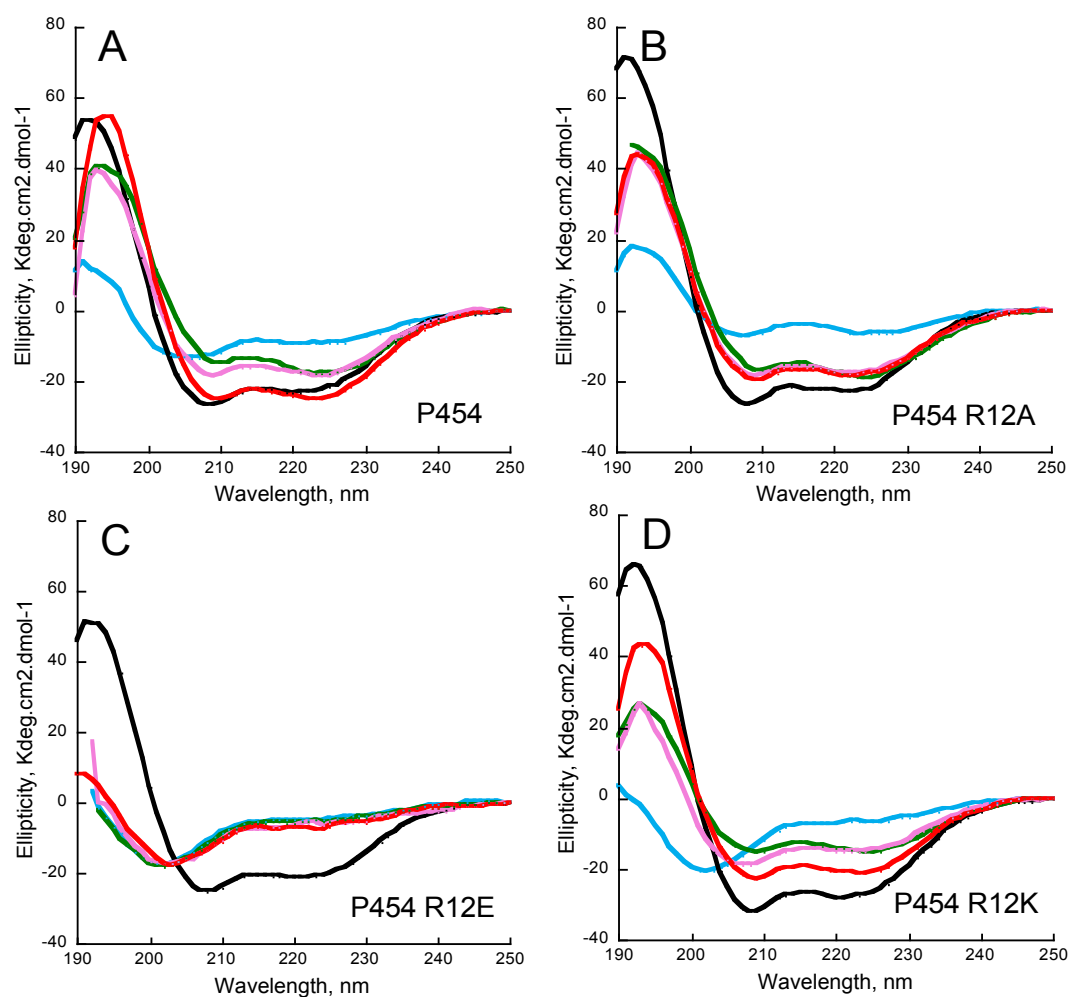 A
80
60
40
20
0
-20
-40
190 200 210 220 230 240 250
Ellipticity, Kdeg.cm2.dmol-1
Wavelength, nm
P454
B
80
60
40
20
0
-20
-40
190 200 210 220 230 240 250
Ellipticity, Kdeg.cm2.dmol-1
Wavelength, nm
P454 R12A
C
80
60
40
20
0
-20
-40
190 200 210 220 230 240 250
Ellipticity, Kdeg.cm2.dmol-1
Wavelength, nm
P454 R12E
D
80
60
40
20
0
-20
-40
190 200 210 220 230 240 250
Ellipticity, Kdeg.cm2.dmol-1
Wavelength, nm
P454 R12K